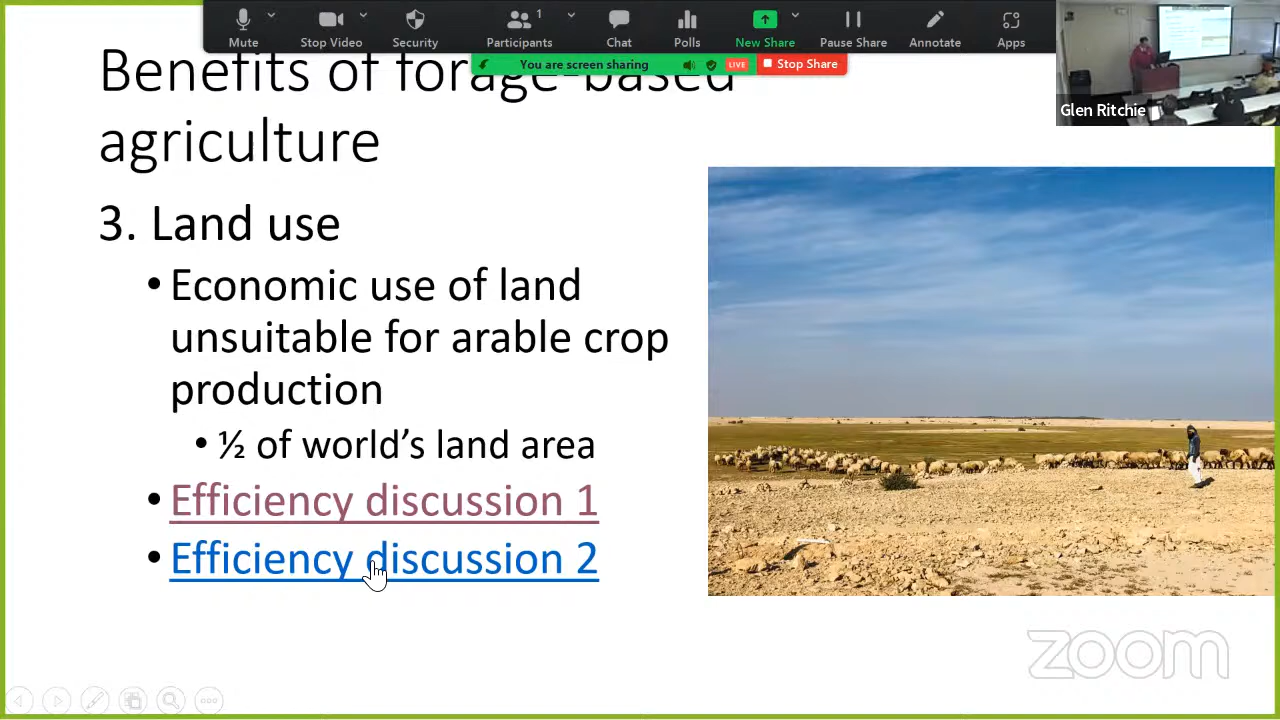 Mute
Stop Video
Security
Participants
1
Chat
Polls
New Share
Pause Share
Annotate
Apps
You are screen sharing
LIVE
Stop Share
Glen Ritchie
Benefits of forage-based
agriculture
3. Land use
•Economic use of land
unsuitable for arable crop
production
•½ of world’s land area
•Efficiency discussion 1
•Efficiency discussion 2
zoom